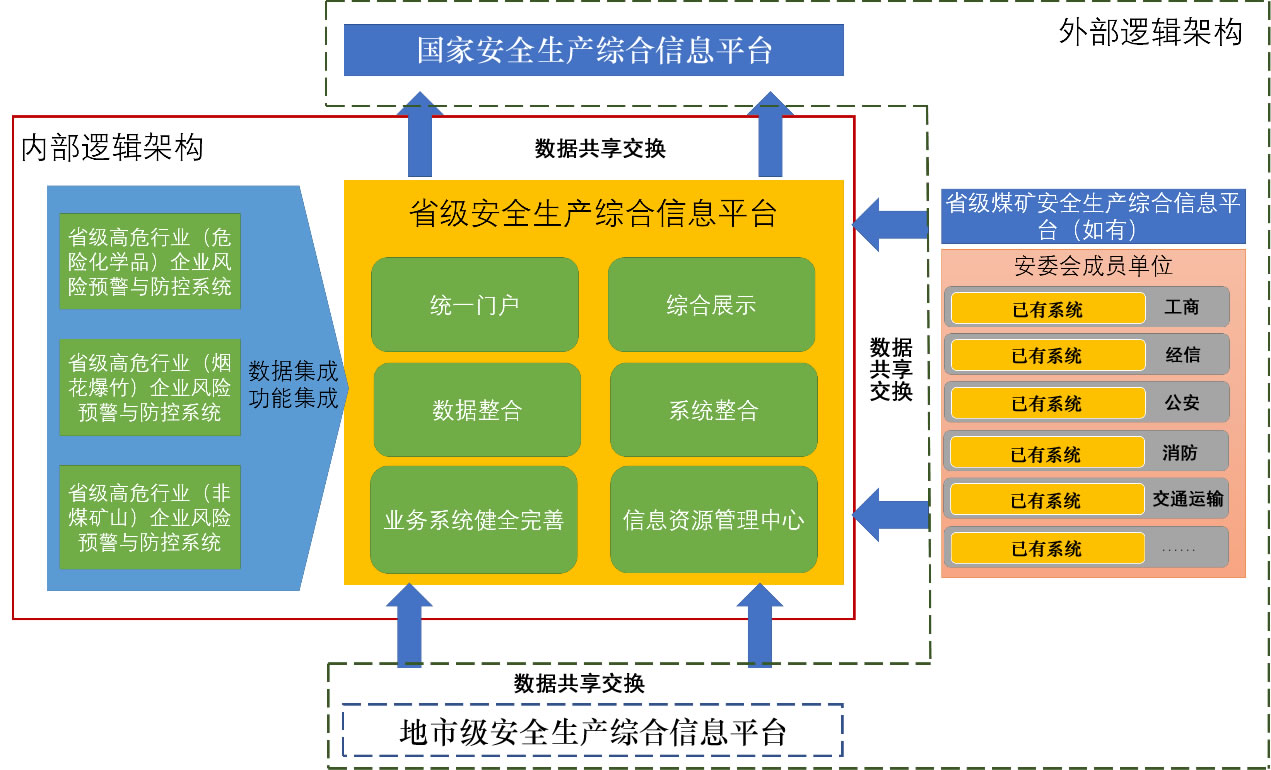 外部逻辑架构
国家安全生产综合信息平台
内部逻辑架构
数据共享交换
省级高危行业（危
险化学品）企业风
险预警与防控系统
省级高危行业（烟
花爆竹）企业风险
预警与防控系统
省级高危行业（非
煤矿山）企业风险
预警与防控系统
数据集成
功能集成
省级安全生产综合信息平台
统一门户
综合展示
数据整合
系统整合
业务系统健全完善
信息资源管理中心
数据
共享
交换
省级煤矿安全生产综合信息平
台（如有）
安委会成员单位
已有系统 工商
已有系统 经信
已有系统 公安
已有系统 消防
已有系统 交通运输
已有系统 ......
数据共享交换
地市级安全生产综合信息平台